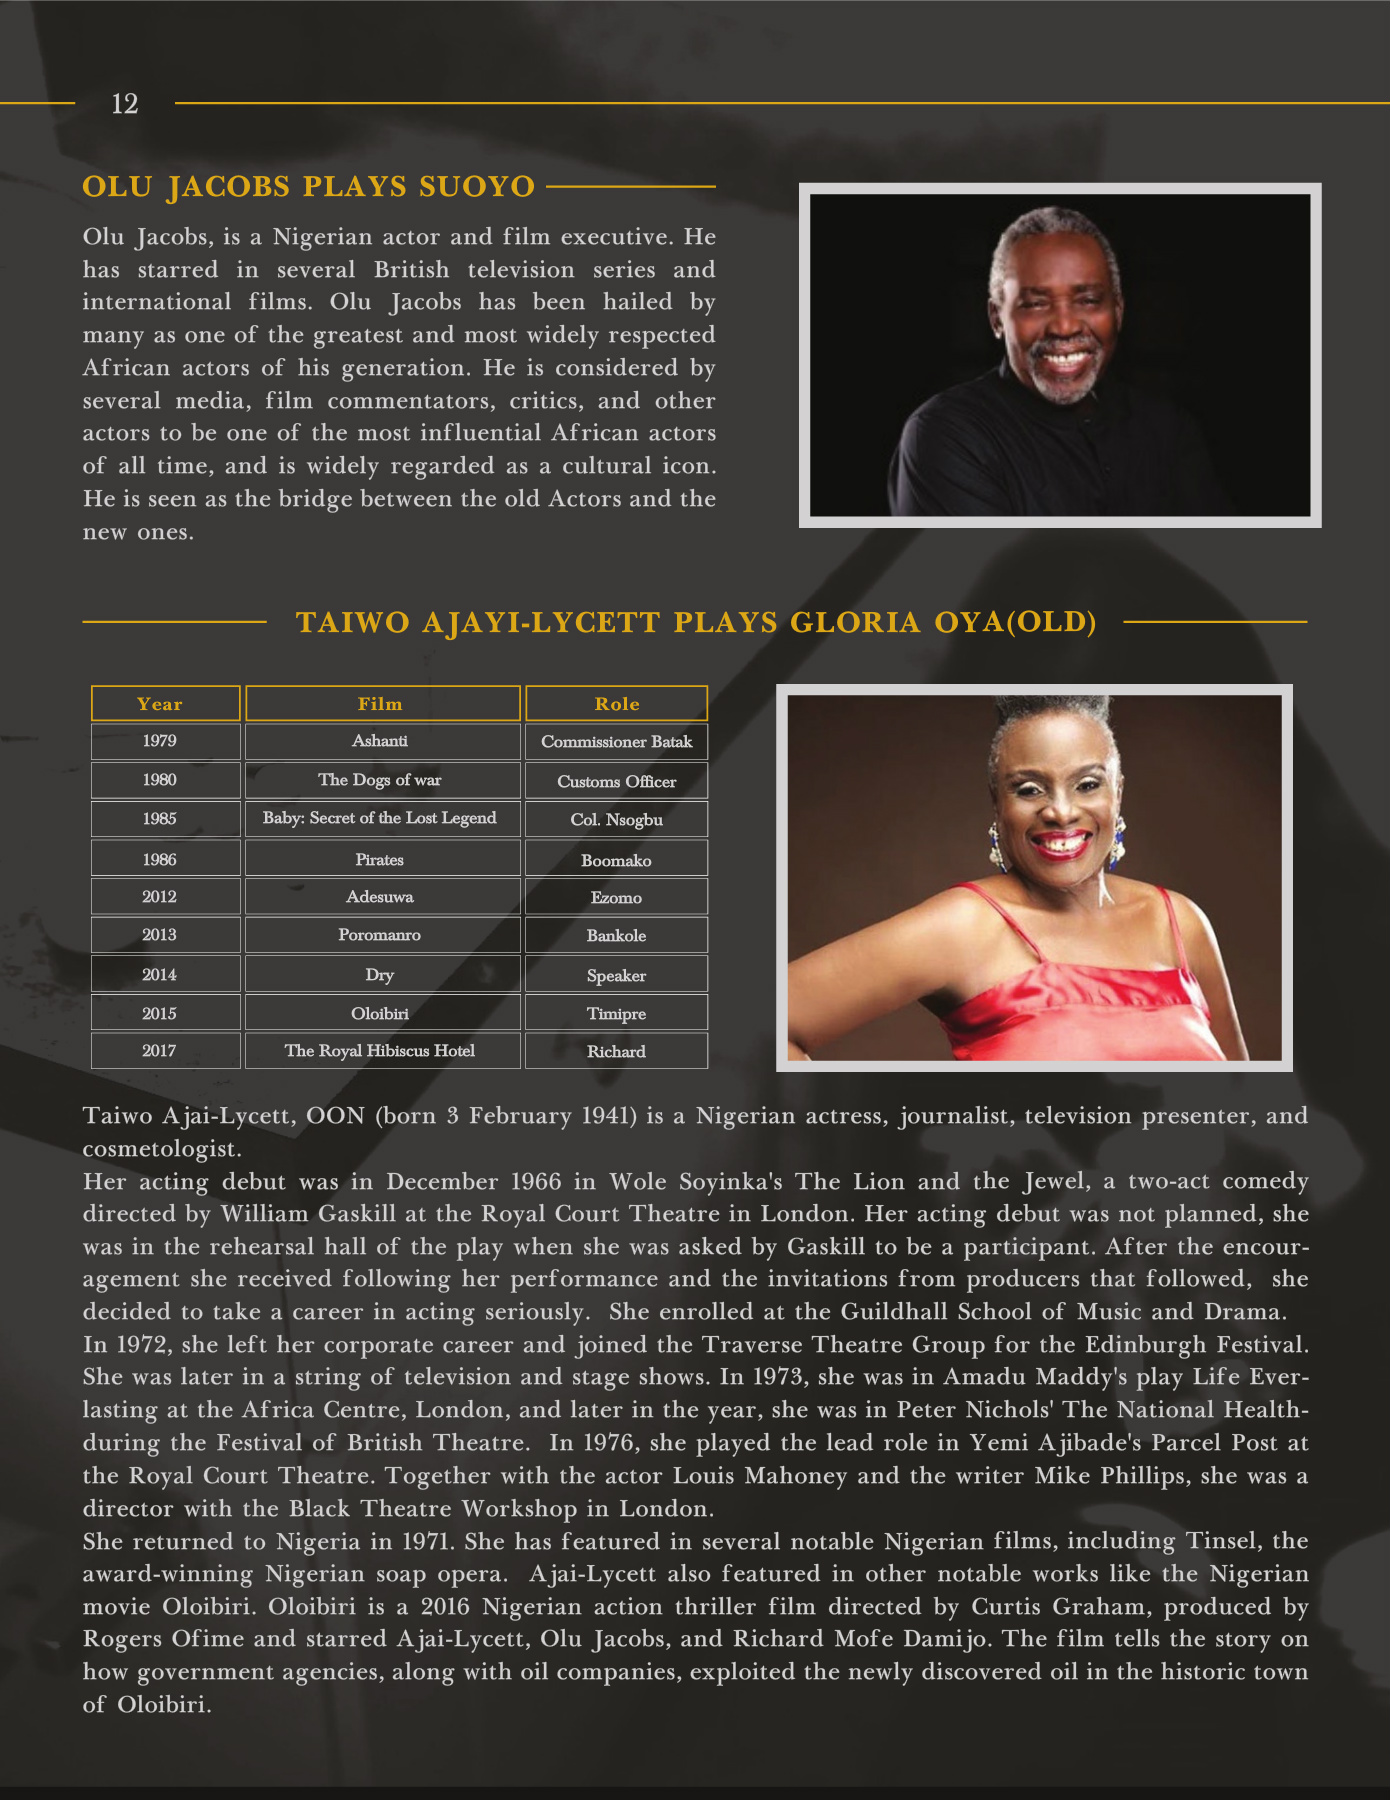 12
OLU JACOBS PLAYS SUOYO
Olu Jacobs, is a Nigerian actor and film executive. He
has starred in several British television series and
international films. Olu Jacobs has been hailed by
many as one of the greatest and most widely respected
African actors of his generation. He is considered by
several media, film commentators, critics, and other
actors to be one of the most influential African actors
of all time, and is widely regarded as a cultural icon.
He is seen as the bridge between the old Actors and the
new ones.
TAIWO AJAYI-LYCETT PLAYS GLORIA OYA(OLD)
Year Film Role
1979 Ashanti Commissioner Batak
1980 The Dogs of war Customs Officer
1985 Baby: Secret of the Lost Legend Col. Nsogbu
1986 Pirates Boomako
2012 Adesuwa Ezomo
2013 Poromanro Bankole
2014 Dry Speaker
2015 Oloibiri Timipre
2017 The Royal Hibiscus Hotel Richard
Taiwo Ajai-Lycett, OON (born 3 February 1941) is a Nigerian actress, journalist, television presenter, and
cosmetologist.
Her acting debut was in December 1966 in Wole Soyinka's The Lion and the Jewel, a two-act comedy
directed by William Gaskill at the Royal Court Theatre in London. Her acting debut was not planned, she
was in the rehearsal hall of the play when she was asked by Gaskill to be a participant. After the encour-
agement she received following her performance and the invitations from producers that followed, she
decided to take a career in acting seriously. She enrolled at the Guildhall School of Music and Drama.
In 1972, she left her corporate career and joined the Traverse Theatre Group for the Edinburgh Festival.
She was later in a string of television and stage shows. In 1973, she was in Amadu Maddy's play Life Ever-
lasting at the Africa Centre, London, and later in the year, she was in Peter Nichols' The National Health-
during the Festival of British Theatre. In 1976, she played the lead role in Yemi Ajibade's Parcel Post at
the Royal Court Theatre. Together with the actor Louis Mahoney and the writer Mike Phillips, she was a
director with the Black Theatre Workshop in London.
She returned to Nigeria in 1971. She has featured in several notable Nigerian films, including Tinsel, the
award-winning Nigerian soap opera. Ajai-Lycett also featured in other notable works like the Nigerian
movie Oloibiri. Oloibiri is a 2016 Nigerian action thriller film directed by Curtis Graham, produced by
Rogers Ofime and starred Ajai-Lycett, Olu Jacobs, and Richard Mofe Damijo. The film tells the story on
how government agencies, along with oil companies, exploited the newly discovered oil in the historic town
of Oloibiri.